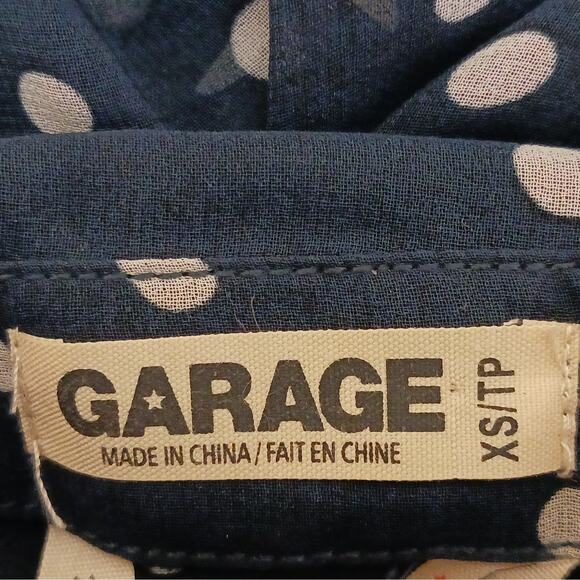 GARAGE
MADE IN CHINA / FAIT EN CHINE
XS/TP